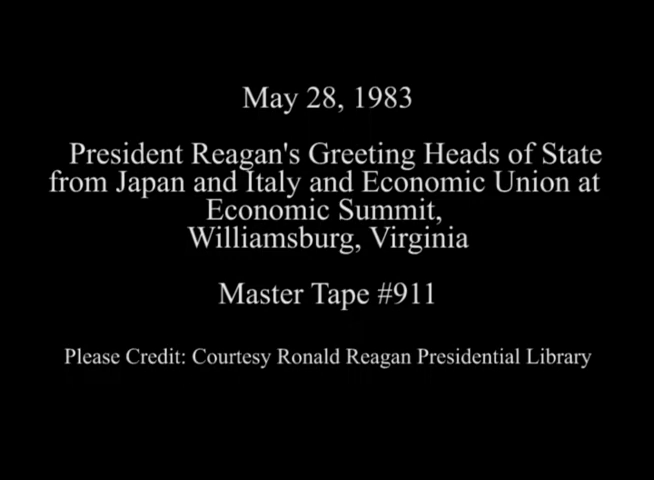 May 28, 1983
President Reagan's Greeting Heads of State
from Japan and Italy and Economic Union at
Economic Summit,
Williamsburg, Virginia
Master Tape #911
Please Credit: Courtesy Ronald Reagan Presidential Library